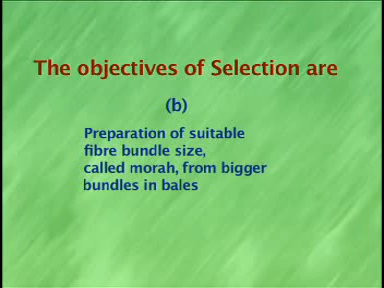 The objectives of Selection are
(b)
Preparation of suitable
fibre bundle size,
called morah, from bigger
bundles in bales